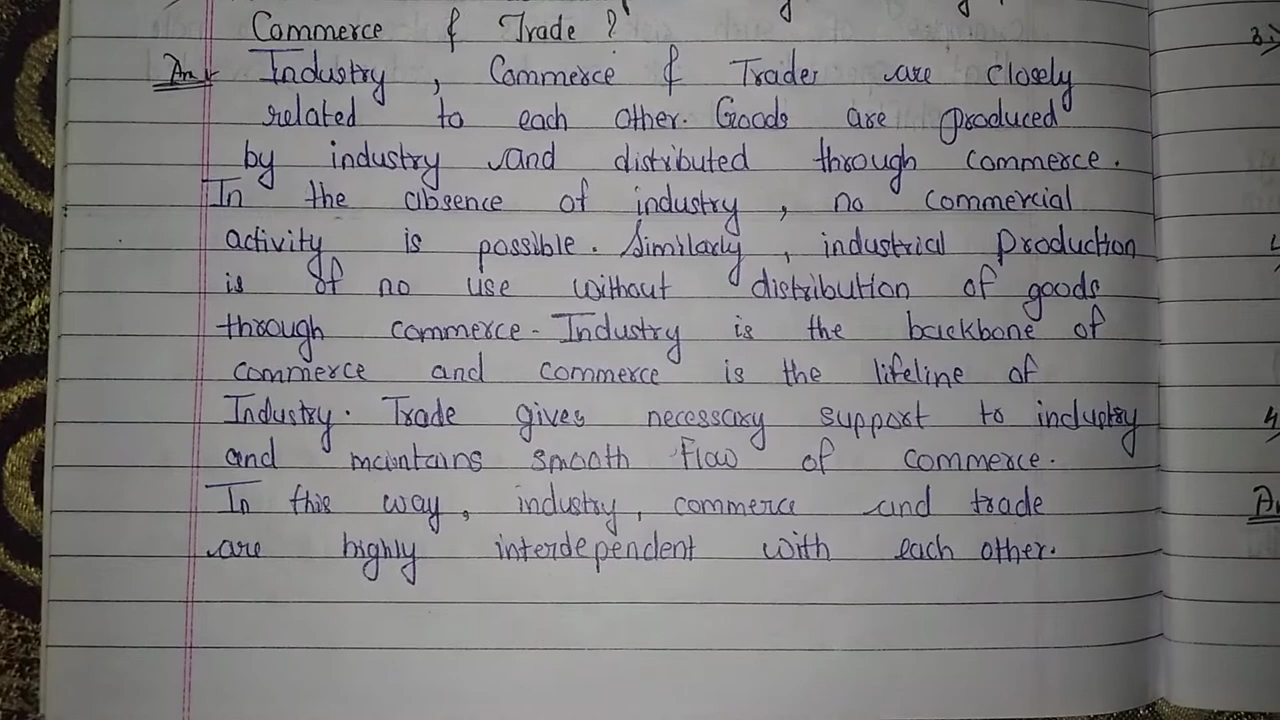 Commerce & Trade ?
Ans Industry , Commerce & Trader are closely
related to each other. Goods are produced
by industry and distributed through commerce.
In the absence of industry , no commercial
activity is possible. Similarly , industrial production
is of no use without distribution of goods
through commerce - Industry is the backbone of
commerce and commerce is the lifeline of
Industry. Trade gives necessary support to industry
and maintains smooth flow of commerce.
In this way, industry, commerce and trade
are highly interdependent with each other.
3)
4)